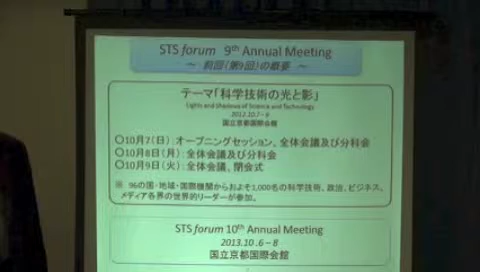 STS forum 9th Annual Meeting
～ 前回（第9回）の概要 ～
テーマ「科学技術の光と影」
Lights and Shadows of Science and Technology
2012.10.7－9
国立京都国際会館
〇10月7（日） オープニングセッション、全体会議及び分科会
〇10月8日（月） 全体会議及び分科会
〇10月9日（火） 全体会議、閉会式
※ 96の国・地域・国際機関からおよそ1,000名の科学技術、政治、ビジネス、
メディア各界の世界的リーダーが参加。
STS forum 10th Annual Meeting
2013.10.6－8
国立京都国際会館